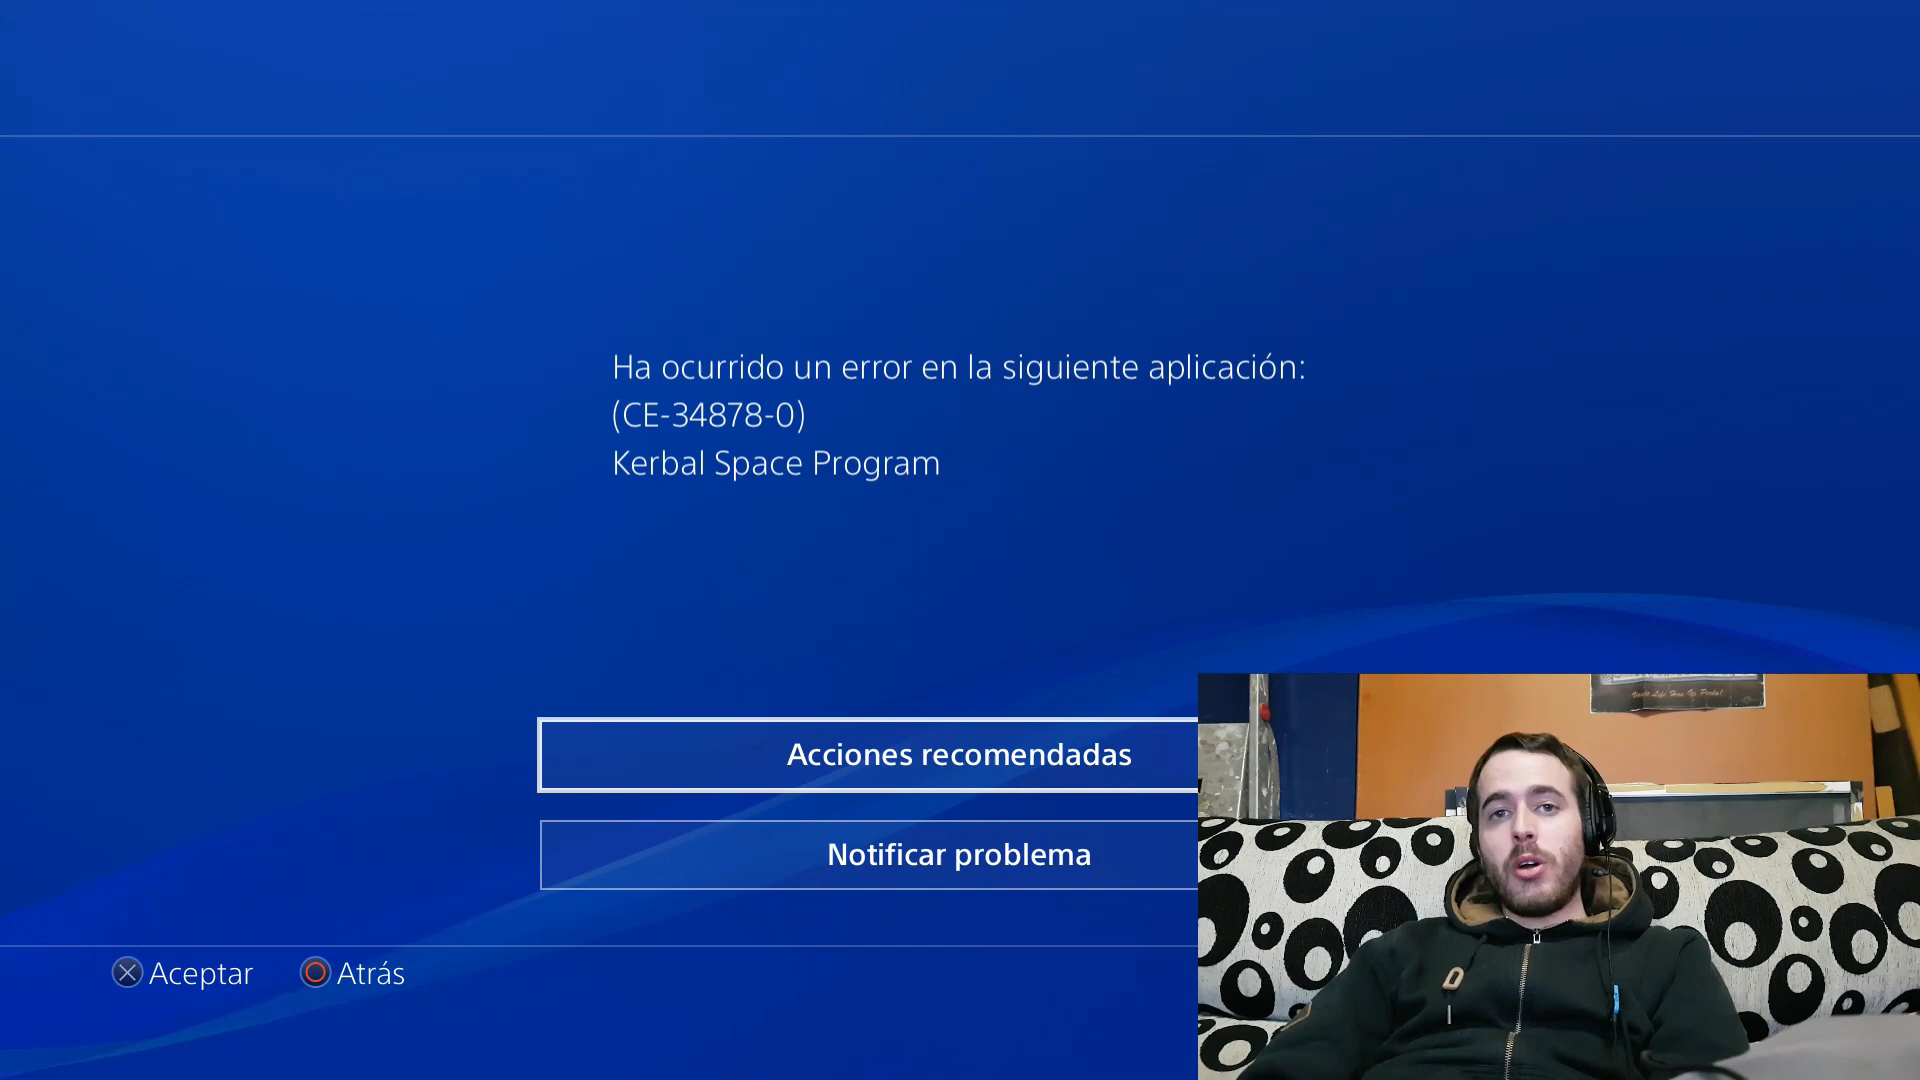 Ha ocurrido un error en la siguiente aplicación:
(CE-34878-0)
Kerbal Space Program
Acciones recomendadas
Notificar problema
Aceptar
Atrás